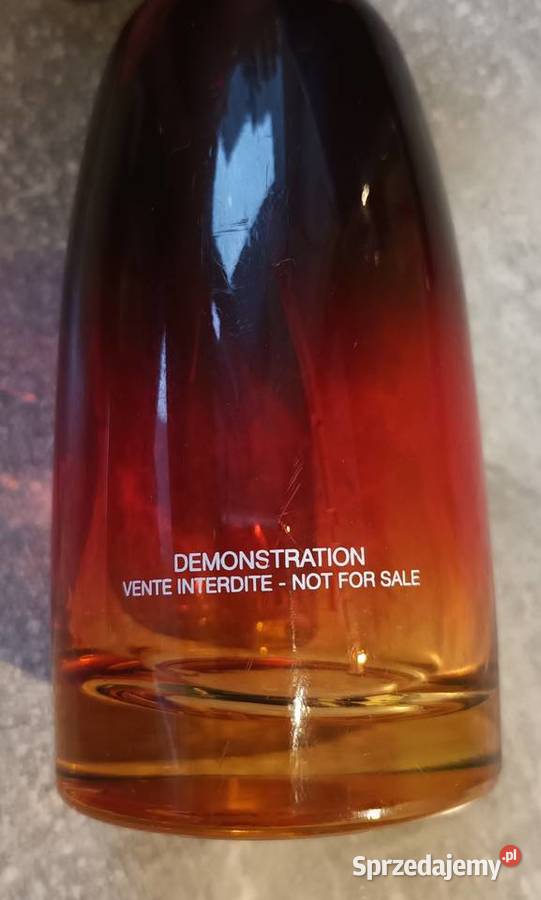 DEMONSTRATION
VENTE INTERDITE - NOT FOR SALE
Sprzedajemy.pl